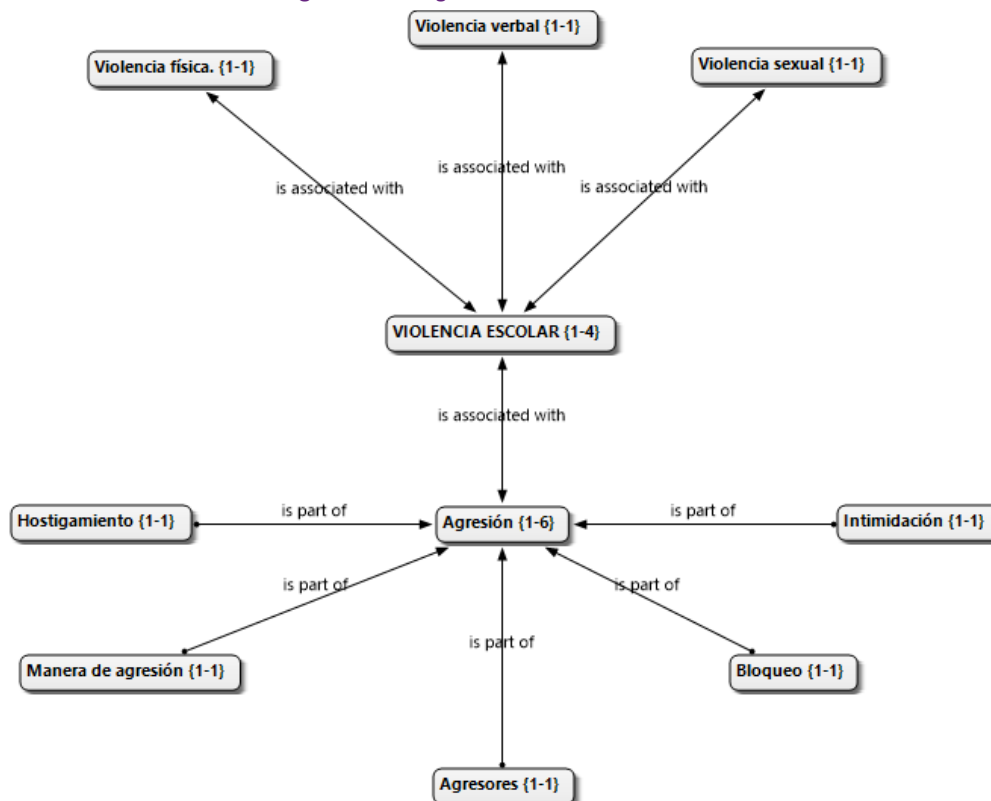 Violencia verbal {1-1}
Violencia física. {1-1}
Violencia sexual {1-1}
is associated with
is associated with
is associated with
VIOLENCIA ESCOLAR {1-4}
is associated with
Hostigamiento {1-1}
is part of
Agresión {1-6}
is part of
Intimidación {1-1}
is part of
is part of
is part of
Manera de agresión {1-1}
Bloqueo {1-1}
Agresores {1-1}